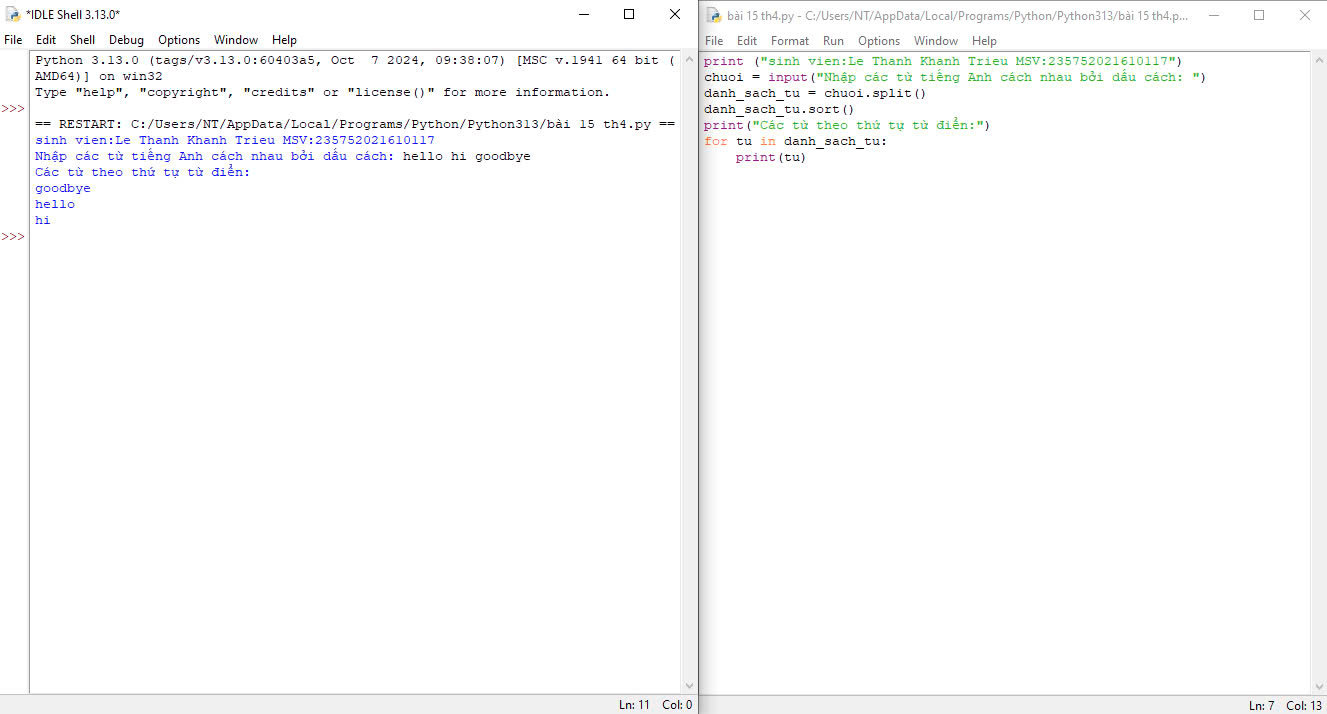 *IDLE Shell 3.13.0*
File Edit Shell Debug Options Window Help
Python 3.13.0 (tags/v3.13.0:60403a5, Oct  7 2024, 09:38:07) [MSC v.1941 64 bit (
AMD64)] on win32
Type "help", "copyright", "credits" or "license()" for more information.
>>>
== RESTART: C:/Users/NT/AppData/Local/Programs/Python/Python313/bài 15 th4.py ==
sinh vien:Le Thanh Khanh Trieu MSV:235752021610117
Nhập các từ tiếng Anh cách nhau bởi dấu cách: hello hi goodbye
Các từ theo thứ tự từ điển:
goodbye
hello
hi
>>>
Ln: 11 Col: 0
bài 15 th4.py - C:/Users/NT/AppData/Local/Programs/Python/Python313/bài 15 th4.p...
File Edit Format Run Options Window Help
print ("sinh vien:Le Thanh Khanh Trieu MSV:235752021610117")
chuoi = input("Nhập các từ tiếng Anh cách nhau bởi dấu cách: ")
danh_sach_tu = chuoi.split()
danh_sach_tu.sort()
print("Các từ theo thứ tự từ điển:")
for tu in danh_sach_tu:
    print(tu)
Ln: 7 Col: 13